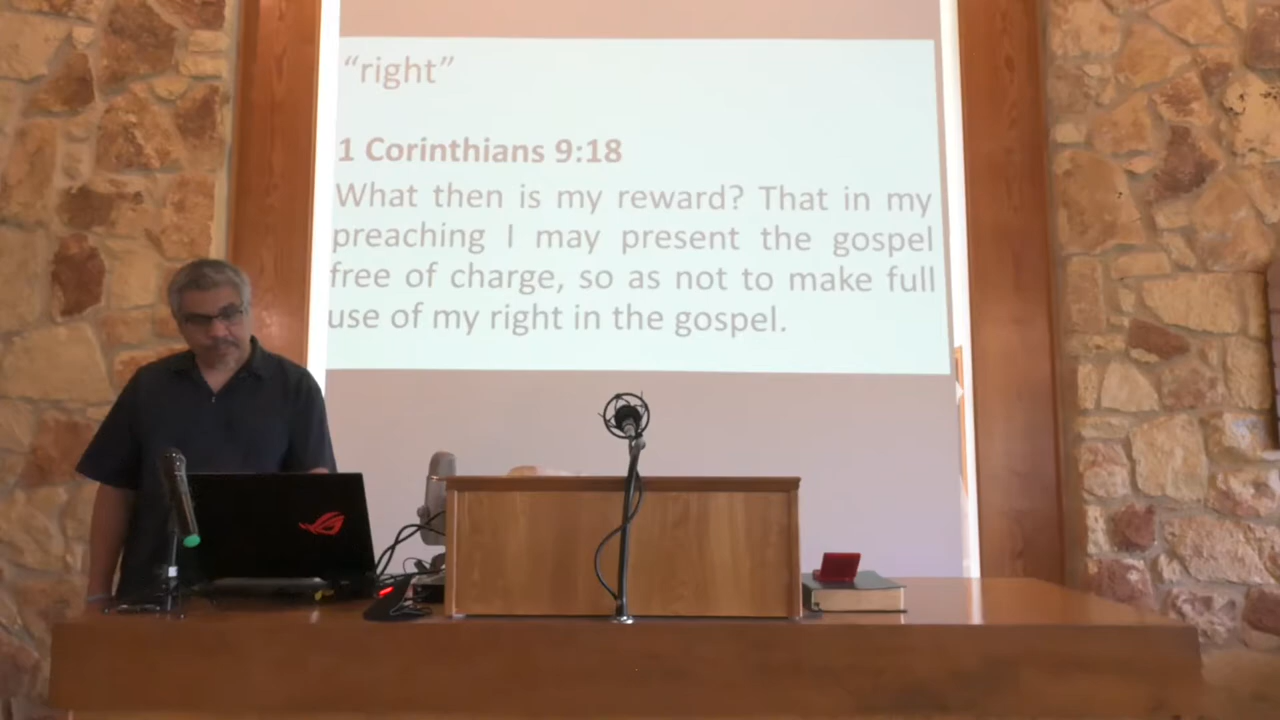 “right”
1 Corinthians 9:18
What then is my reward? That in my
preaching I may present the gospel
free of charge, so as not to make full
use of my right in the gospel.